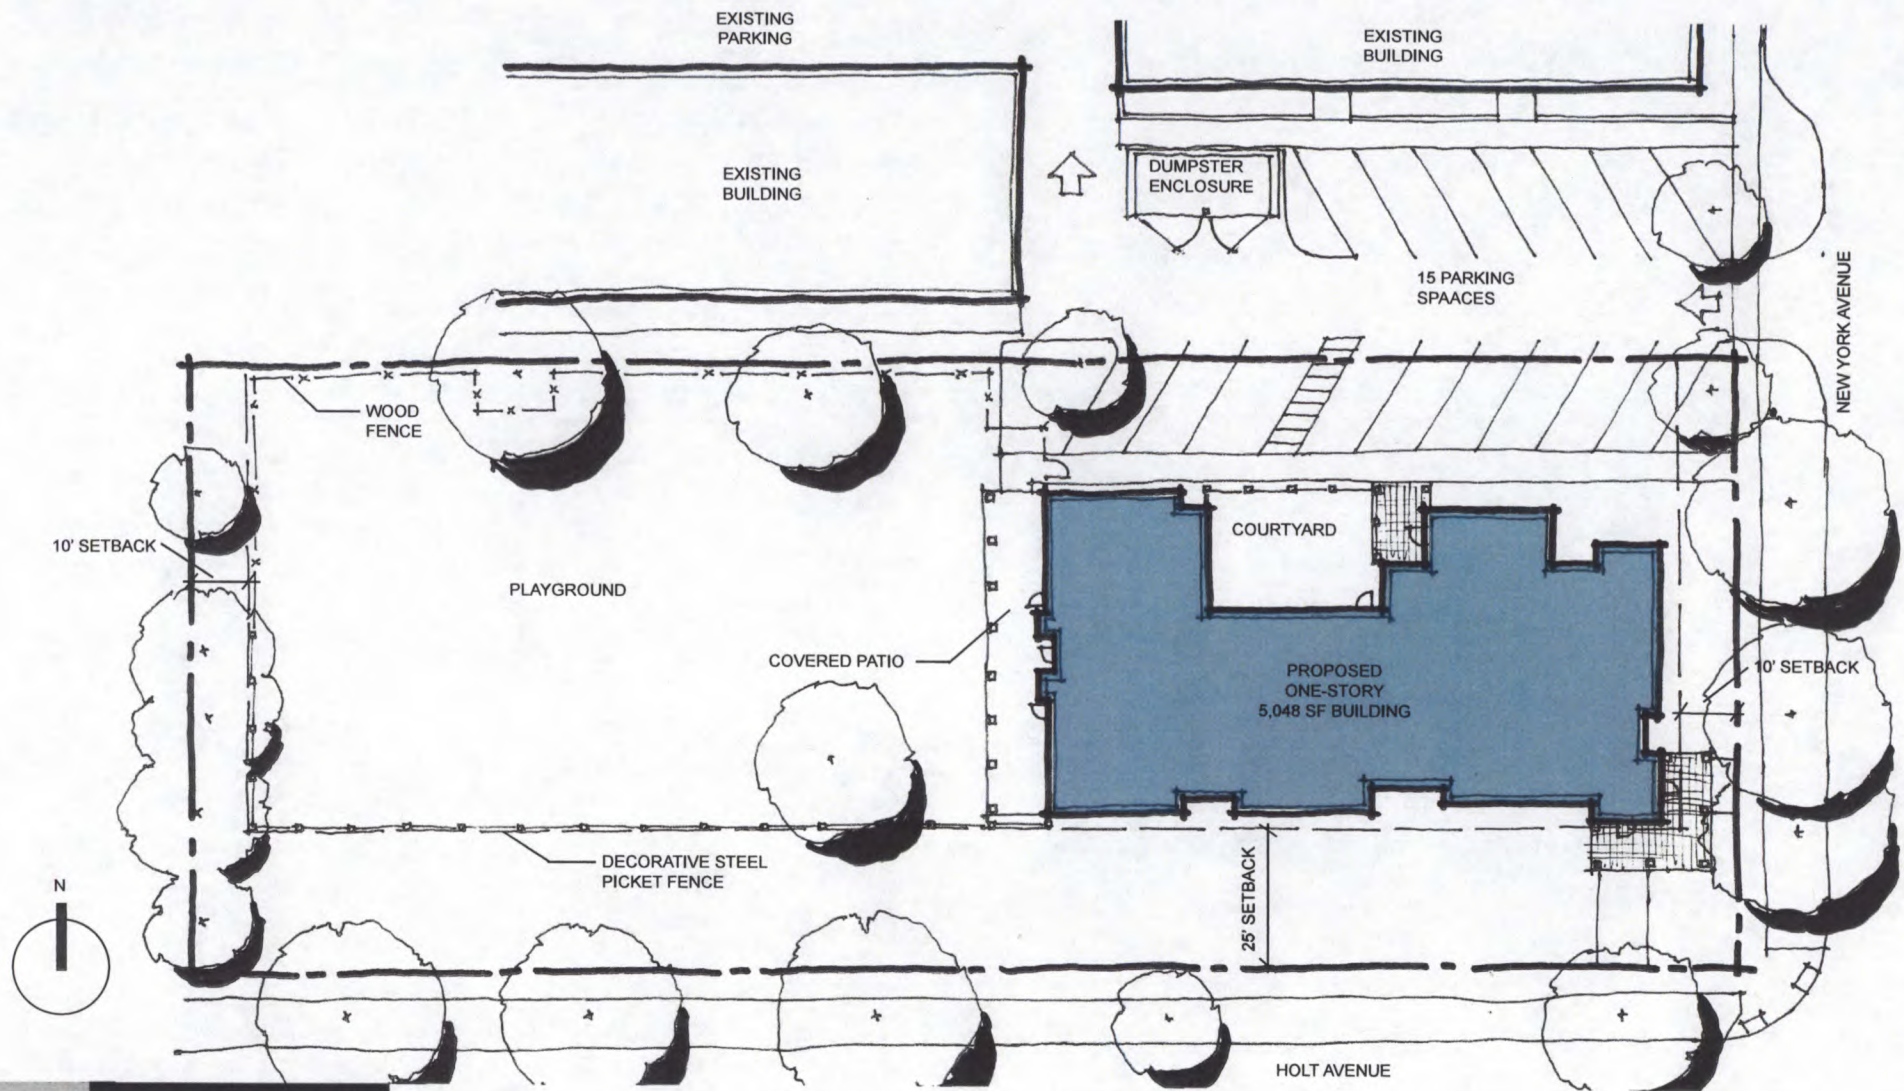 EXISTING
PARKING
EXISTING
BUILDING
EXISTING
BUILDING
DUMPSTER
ENCLOSURE
15 PARKING
SPAACES
NEW YORK AVENUE
WOOD
FENCE
10' SETBACK
PLAYGROUND
COURTYARD
COVERED PATIO
PROPOSED
ONE-STORY
5,048 SF BUILDING
10' SETBACK
DECORATIVE STEEL
PICKET FENCE
25' SETBACK
N
HOLT AVENUE